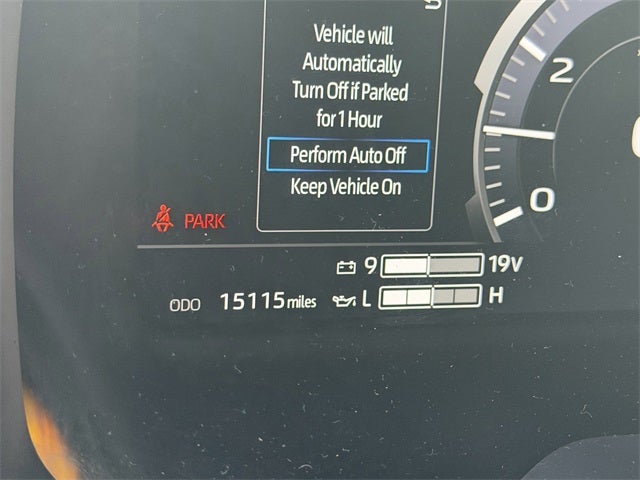 Vehicle will
Automatically
Turn Off if Parked
for 1 Hour
Perform Auto Off
Keep Vehicle On
2
0
PARK
9 19V
ODO 15115 miles L H